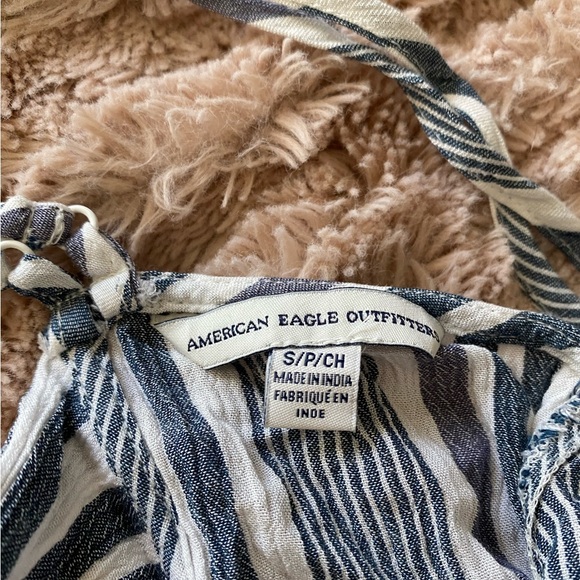 AMERICAN EAGLE OUTFITTERS
S/P/CH
MADE IN INDIA
FABRIQUÉ EN
INDE